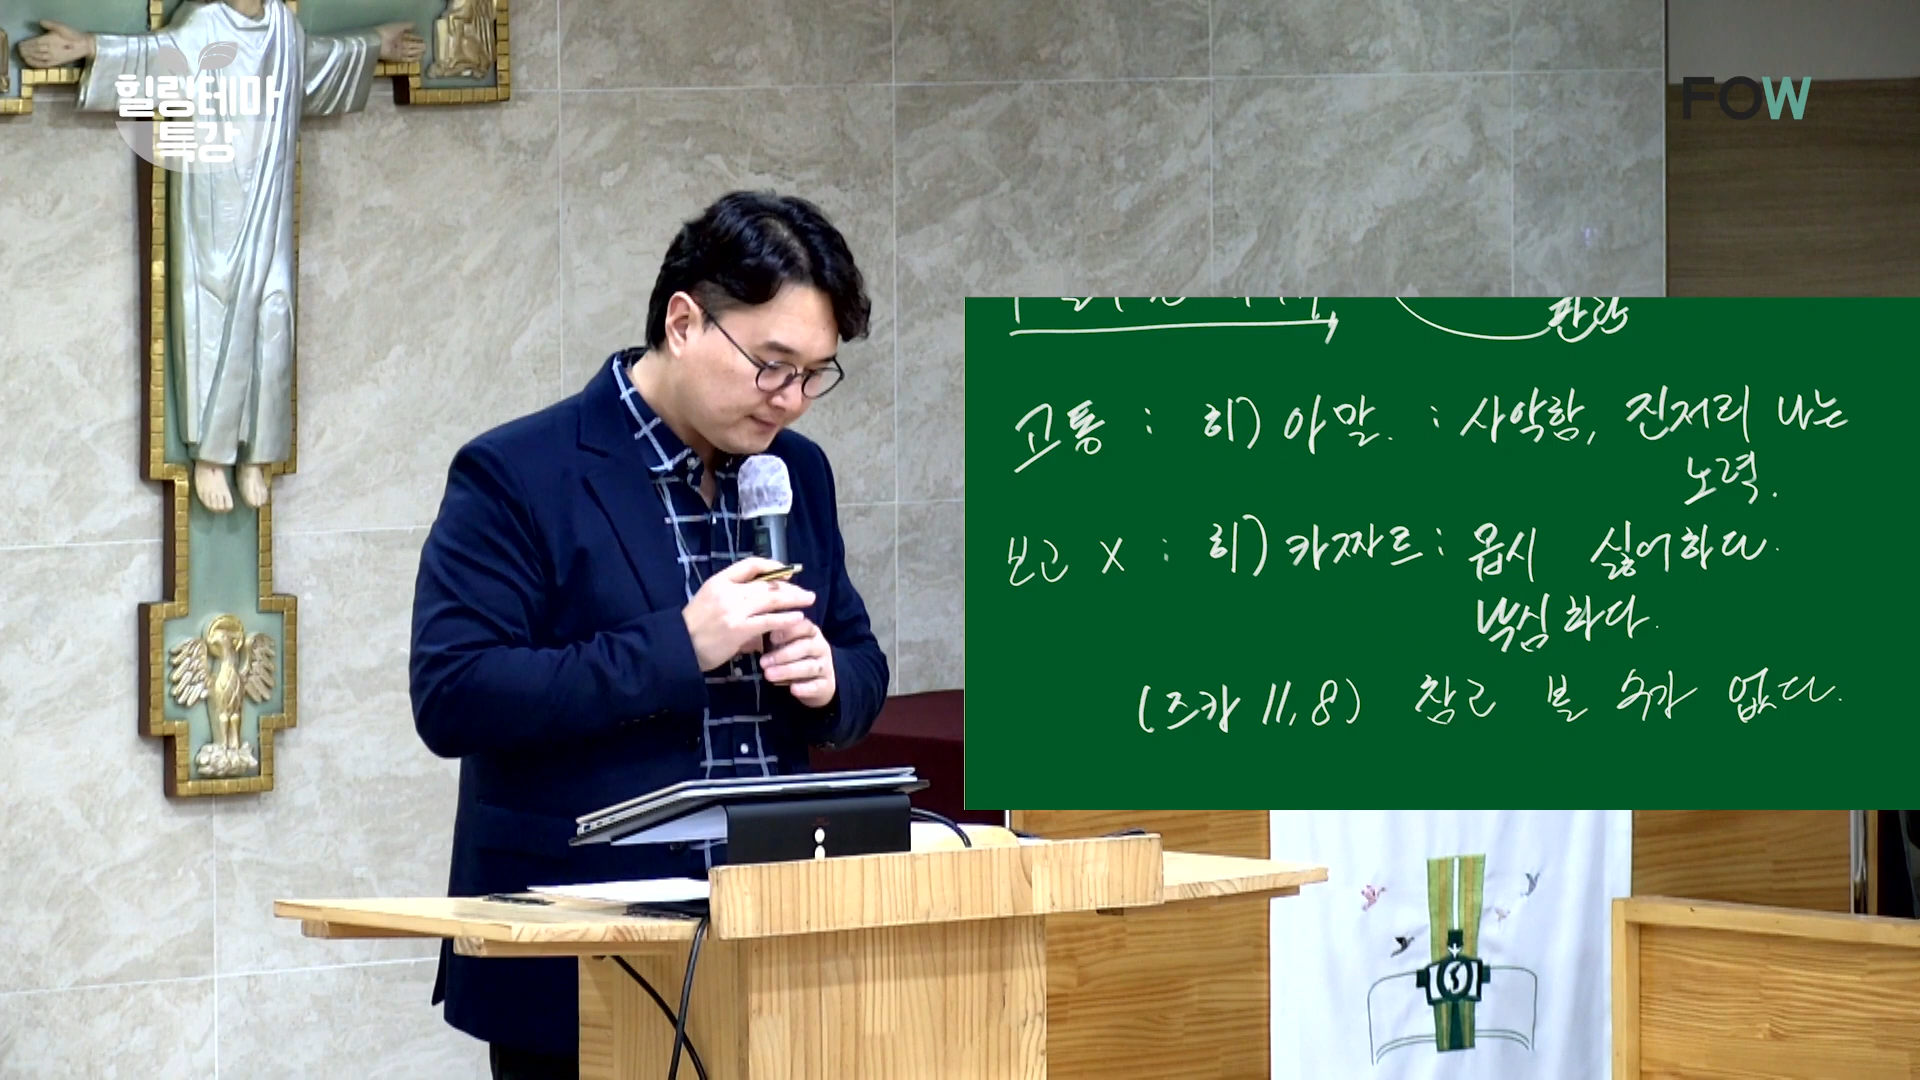 힐링테마
특강
FOW
판관
고통 : 히) 아말. : 사악함, 진저리 나는
노력.
보고 X : 히) 카짜르 : 몹시 싫어하다.
낙심하다.
(즈카 11,8) 참고 볼 수가 없다.